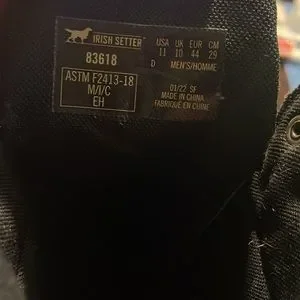 IRISH SETTER
83618
ASTM F2413-18
M/I/C
EH
USA UK EUR CM
11 10 44 29
D MEN'S/HOMME
01/22 SF
MADE IN CHINA
FABRIQUÉ EN CHINE